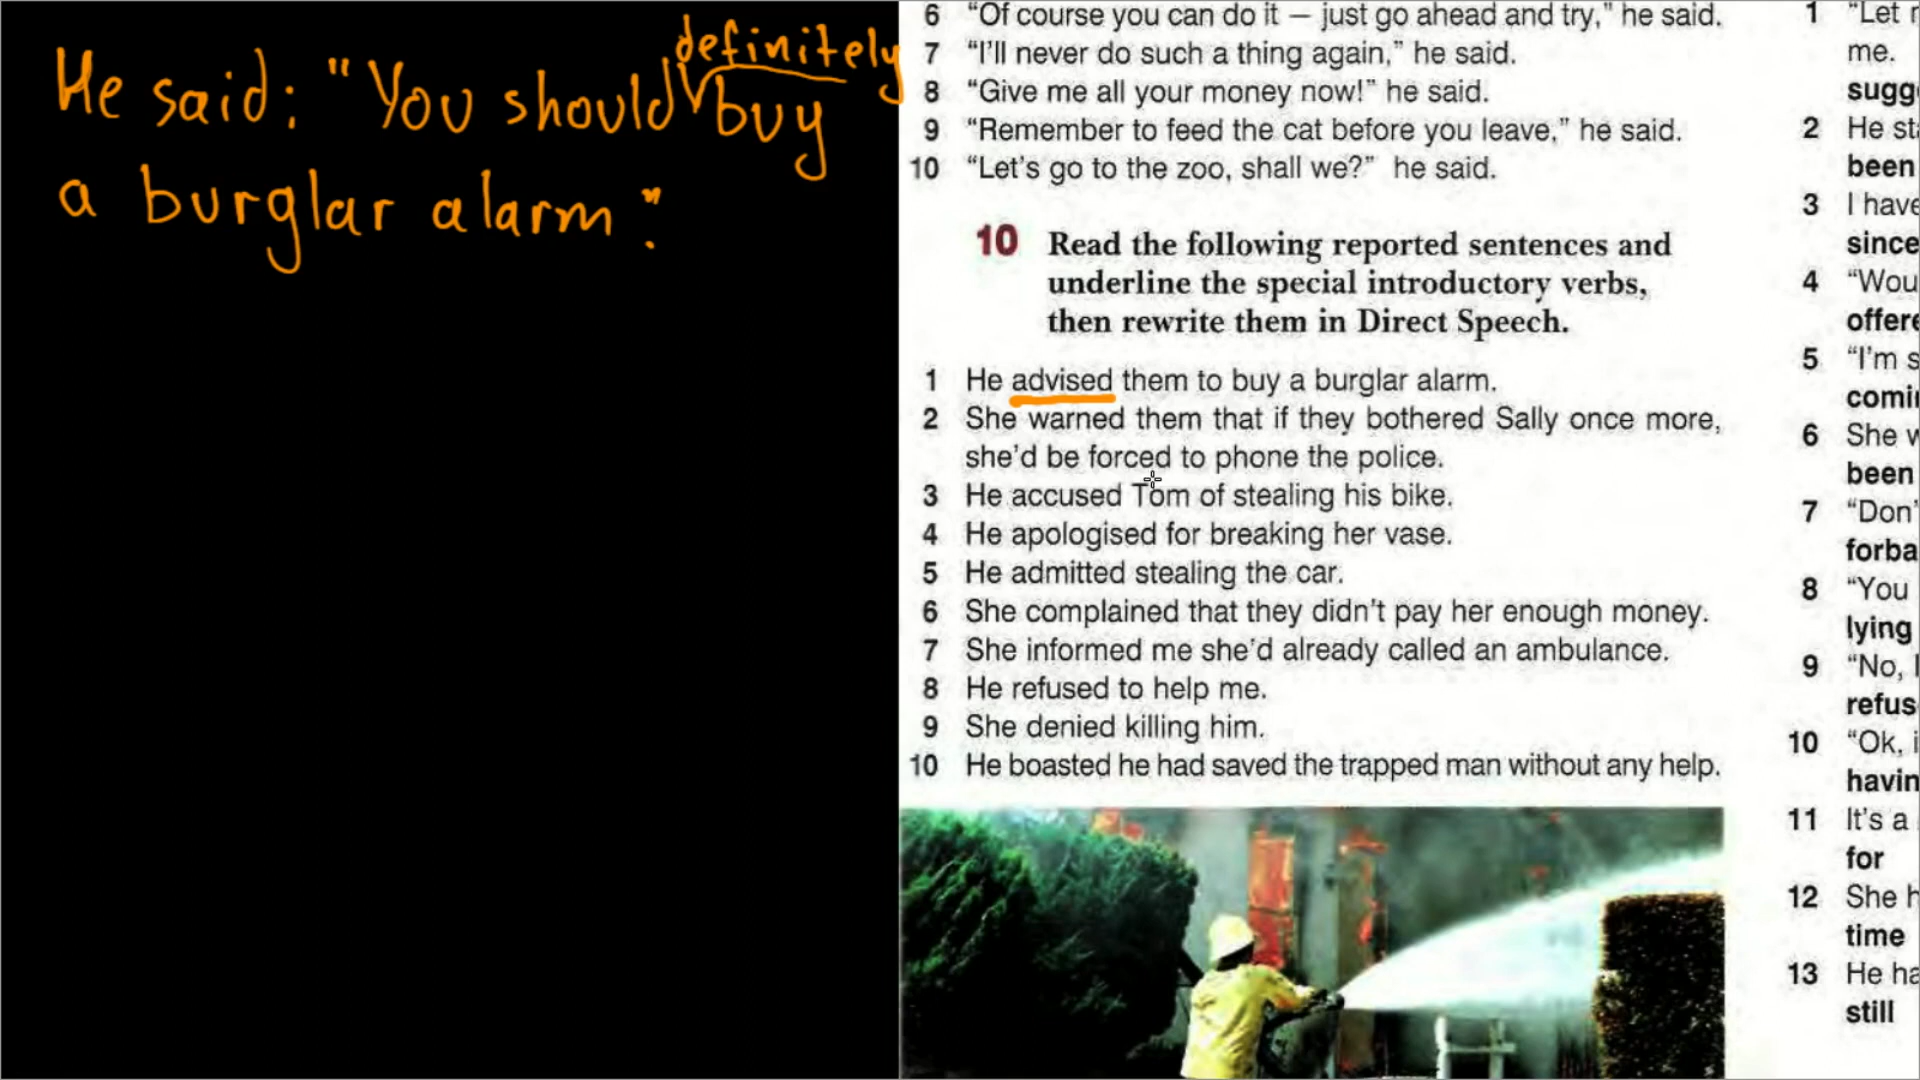 definitely
He said: "You should buy
a burglar alarm".
6 “Of course you can do it – just go ahead and try,” he said.
7 “I’ll never do such a thing again,” he said.
8 “Give me all your money now!” he said.
9 “Remember to feed the cat before you leave,” he said.
10 “Let’s go to the zoo, shall we?” he said.
10 Read the following reported sentences and
underline the special introductory verbs,
then rewrite them in Direct Speech.
1 He advised them to buy a burglar alarm.
2 She warned them that if they bothered Sally once more,
she’d be forced to phone the police.
3 He accused Tom of stealing his bike.
4 He apologised for breaking her vase.
5 He admitted stealing the car.
6 She complained that they didn’t pay her enough money.
7 She informed me she’d already called an ambulance.
8 He refused to help me.
9 She denied killing him.
10 He boasted he had saved the trapped man without any help.
1 “Let
me.
2 He
been
3 I have
since
4
5 “I’m
6 She
been
7
8 “You
lying
9 “No,
10 “Ok,
11 It’s a
for
12 She
time
13 He
still